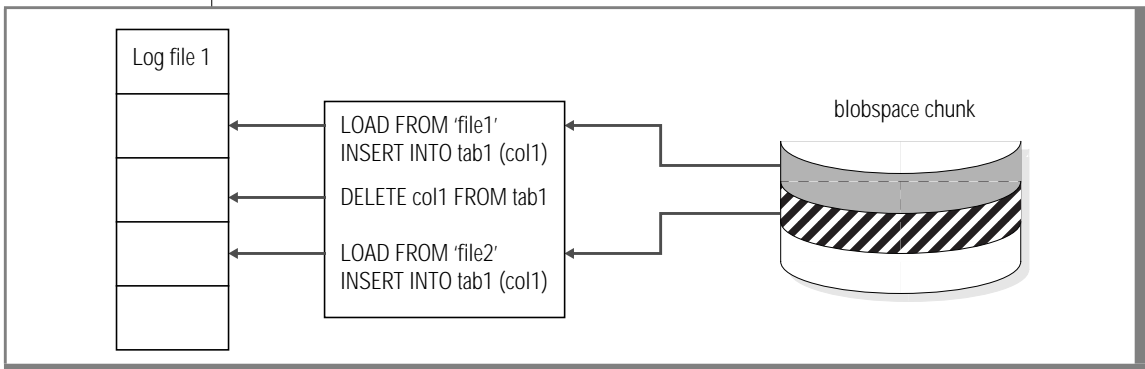 Log file 1
LOAD FROM ‘file1’
INSERT INTO tab1 (col1)
DELETE col1 FROM tab1
LOAD FROM ‘file2’
INSERT INTO tab1 (col1)
blobspace chunk